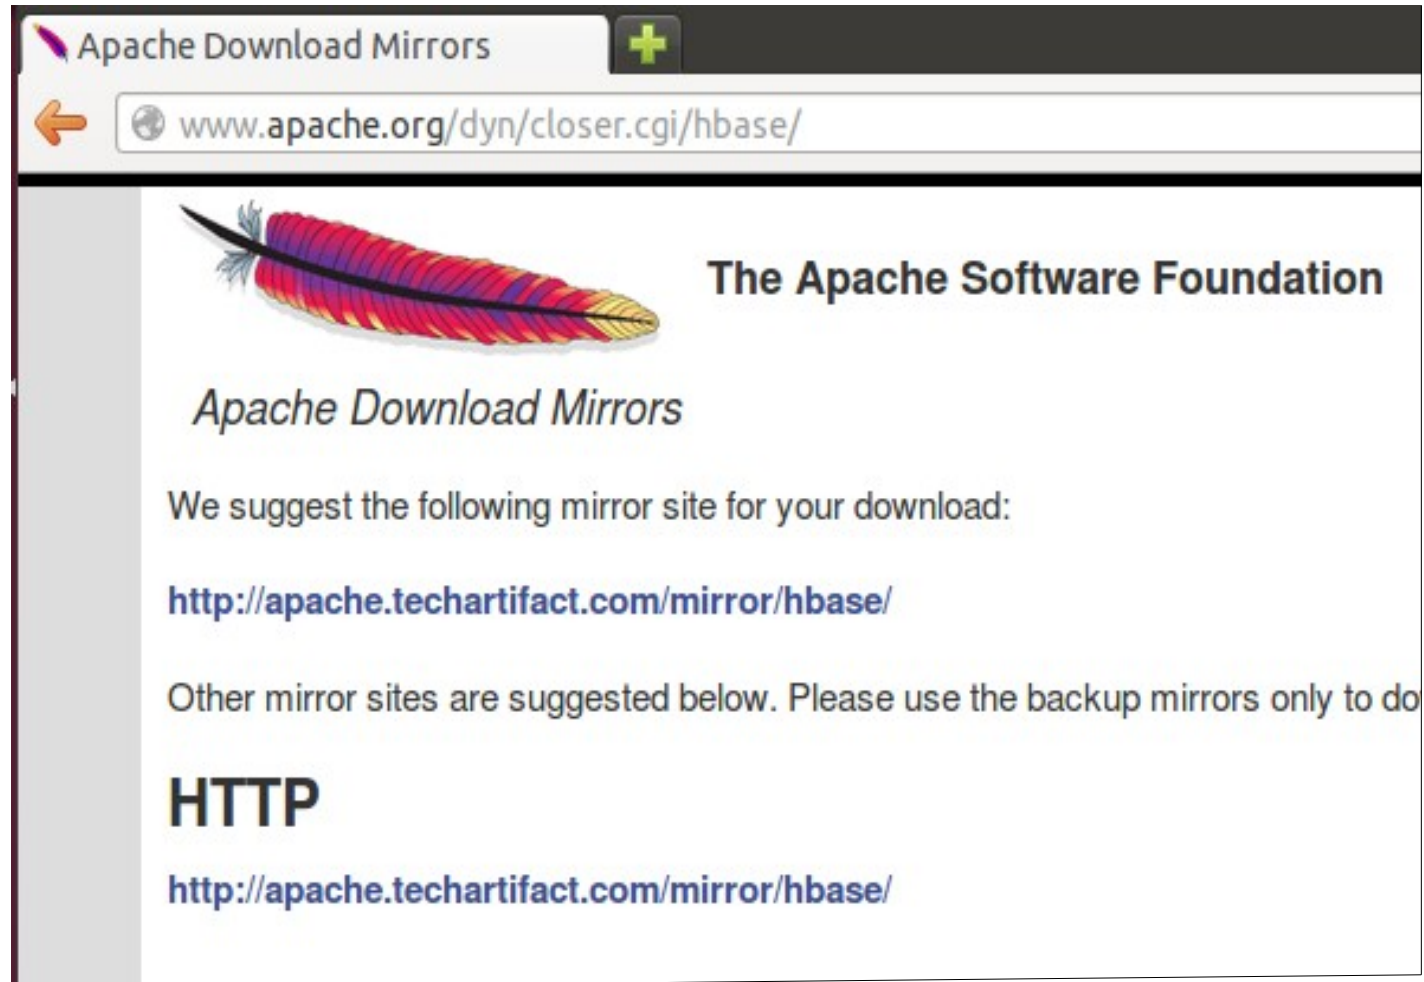 Apache Download Mirrors
www.apache.org/dyn/closer.cgi/hbase/
The Apache Software Foundation
Apache Download Mirrors
We suggest the following mirror site for your download:
http://apache.techartifact.com/mirror/hbase/
Other mirror sites are suggested below. Please use the backup mirrors only to do
HTTP
http://apache.techartifact.com/mirror/hbase/